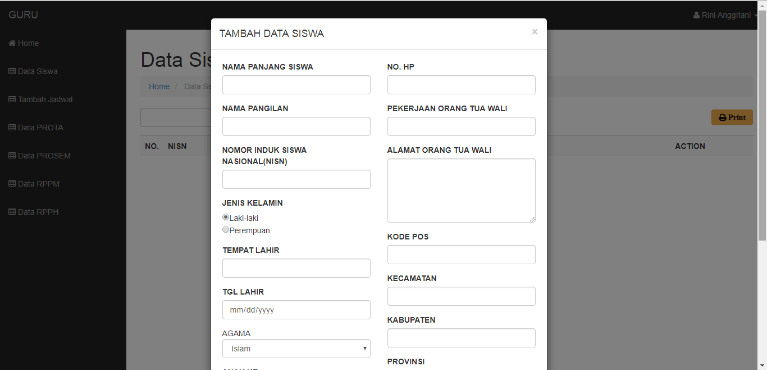 GURU
Rini Anggitani
Home
Data Siswa
Tambah Jadwal
Data PROTA
Data PROSEM
Data RPPM
Data RPPH
Data Sis
Home / Data Si
Print
NO. NISN
ACTION
TAMBAH DATA SISWA
×
NAMA PANJANG SISWA
NAMA PANGILAN
NOMOR INDUK SISWA
NASIONAL(NISN)
JENIS KELAMIN
Laki-laki
Perempuan
TEMPAT LAHIR
TGL LAHIR
mm/dd/yyyy
AGAMA
Islam
NO. HP
PEKERJAAN ORANG TUA WALI
ALAMAT ORANG TUA WALI
KODE POS
KECAMATAN
KABUPATEN
PROVINSI